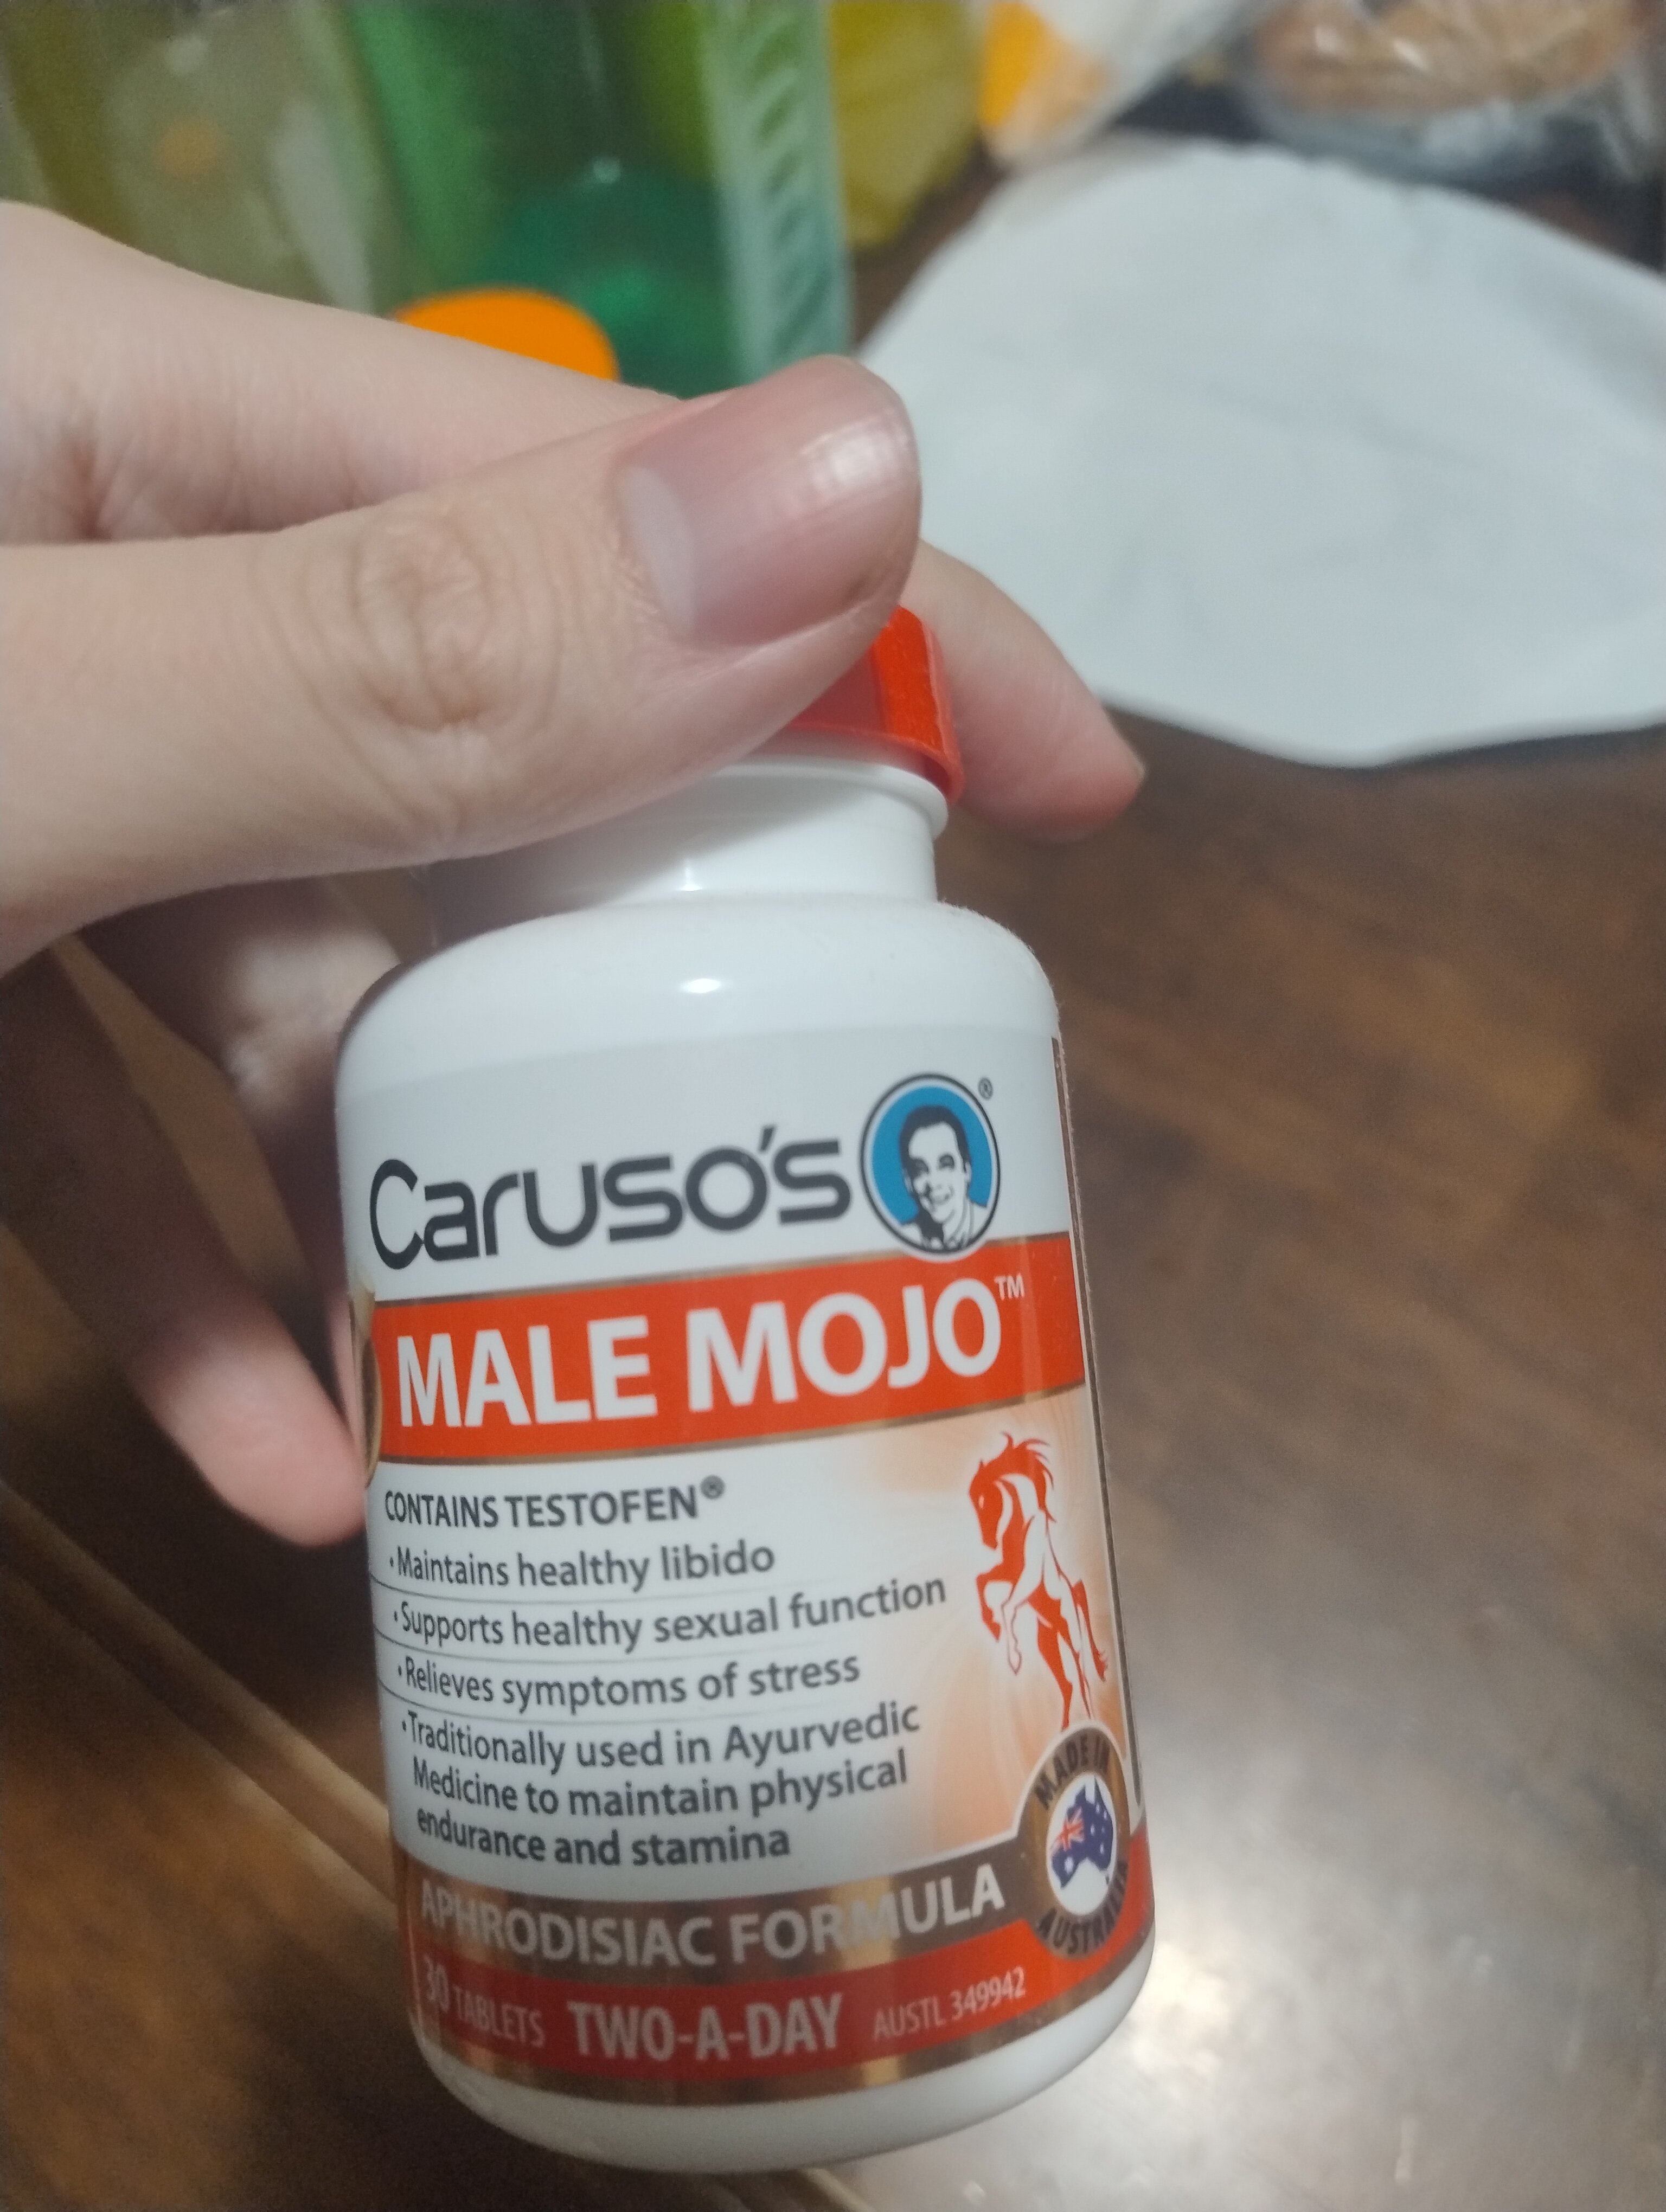 Caruso's®
MALE MOJO™
CONTAINS TESTOFEN®
•Maintains healthy libido
•Supports healthy sexual function
•Relieves symptoms of stress
•Traditionally used in Ayurvedic
Medicine to maintain physical
endurance and stamina
MADE IN
AUSTRALIA
APHRODISIAC FORMULA
30 TABLETS TWO-A-DAY AUSTL 349942